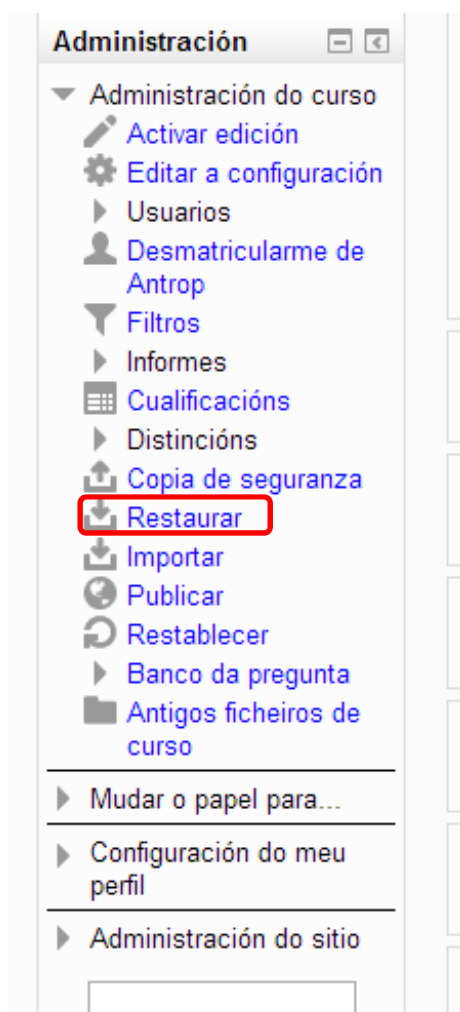 Administración
Administración do curso
Activar edición
Editar a configuración
Usuarios
Desmatricularme de
Antrop
Filtros
Informes
Cualificacións
Distincións
Copia de seguranza
Restaurar
Importar
Publicar
Restablecer
Banco da pregunta
Antigos ficheiros de
curso
Mudar o papel para...
Configuración do meu
perfil
Administración do sitio